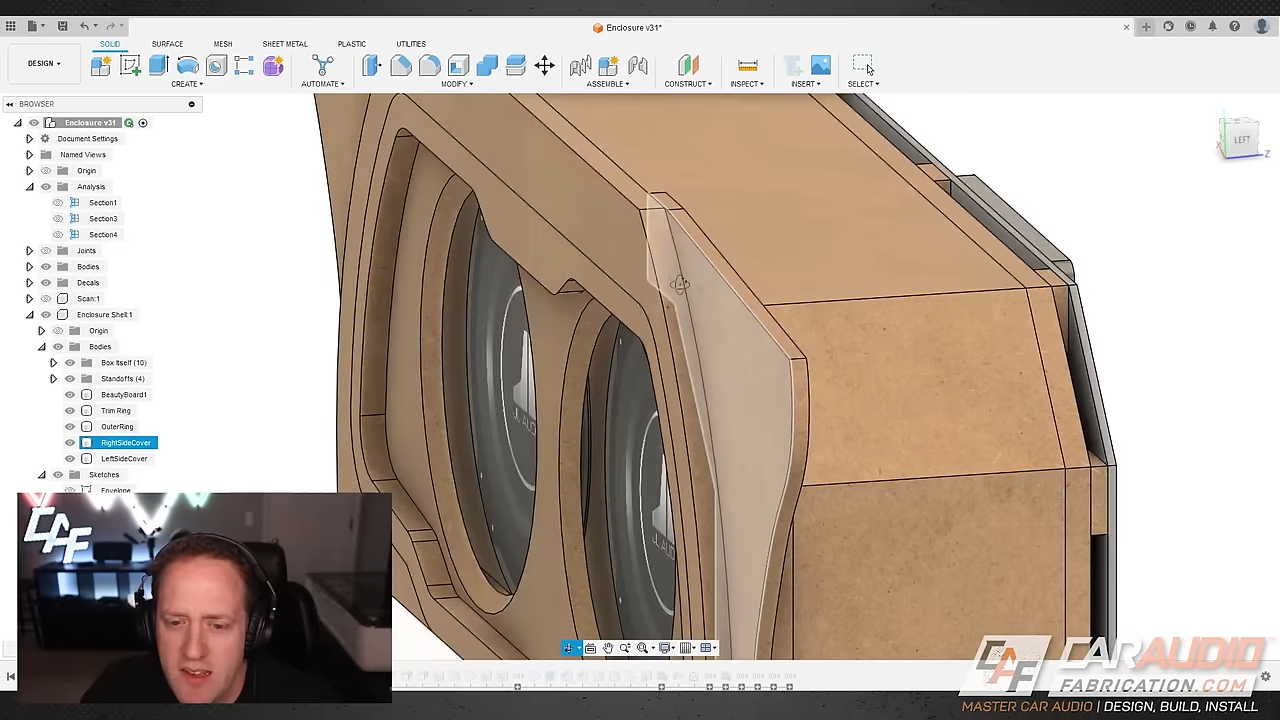 Enclosure v31*
SOLID SURFACE MESH SHEET METAL PLASTIC UTILITIES
DESIGN
CREATE AUTOMATE MODIFY ASSEMBLE CONSTRUCT INSPECT INSERT SELECT
BROWSER
Enclosure v31
Document Settings
Named Views
Origin
Analysis
Section1
Section3
Section4
Joints
Bodies
Decals
Scan:1
Enclosure Shell:1
Origin
Bodies
Box Itself (10)
Standoffs (4)
BeautyBoard1
Trim Ring
OuterRing
RightSideCover
LeftSideCover
Sketches
Envelope
LEFT
Z
CAF
CAF
CAR AUDIO
FABRICATION.COM
MASTER CAR AUDIO | DESIGN, BUILD, INSTALL